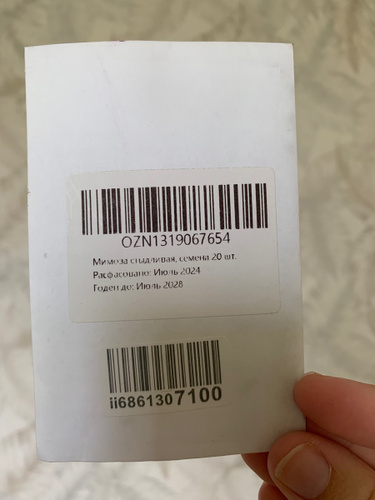 OZN1319067654
Мимоза стыдливая, семена 20 шт.
Расфасовано: Июль 2024
Годен до: Июль 2028
ii6861307100